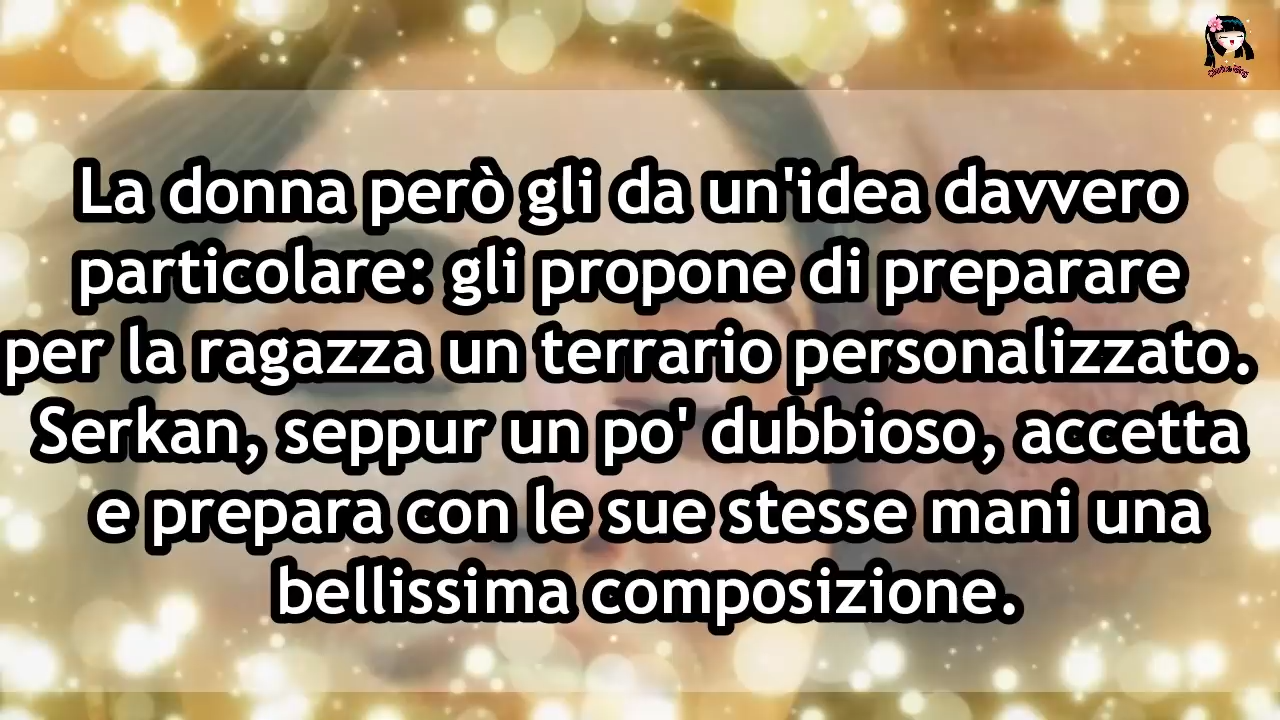 La donna però gli da un'idea davvero
particolare: gli propone di preparare
per la ragazza un terrario personalizzato.
Serkan, seppur un po' dubbioso, accetta
e prepara con le sue stesse mani una
bellissima composizione.